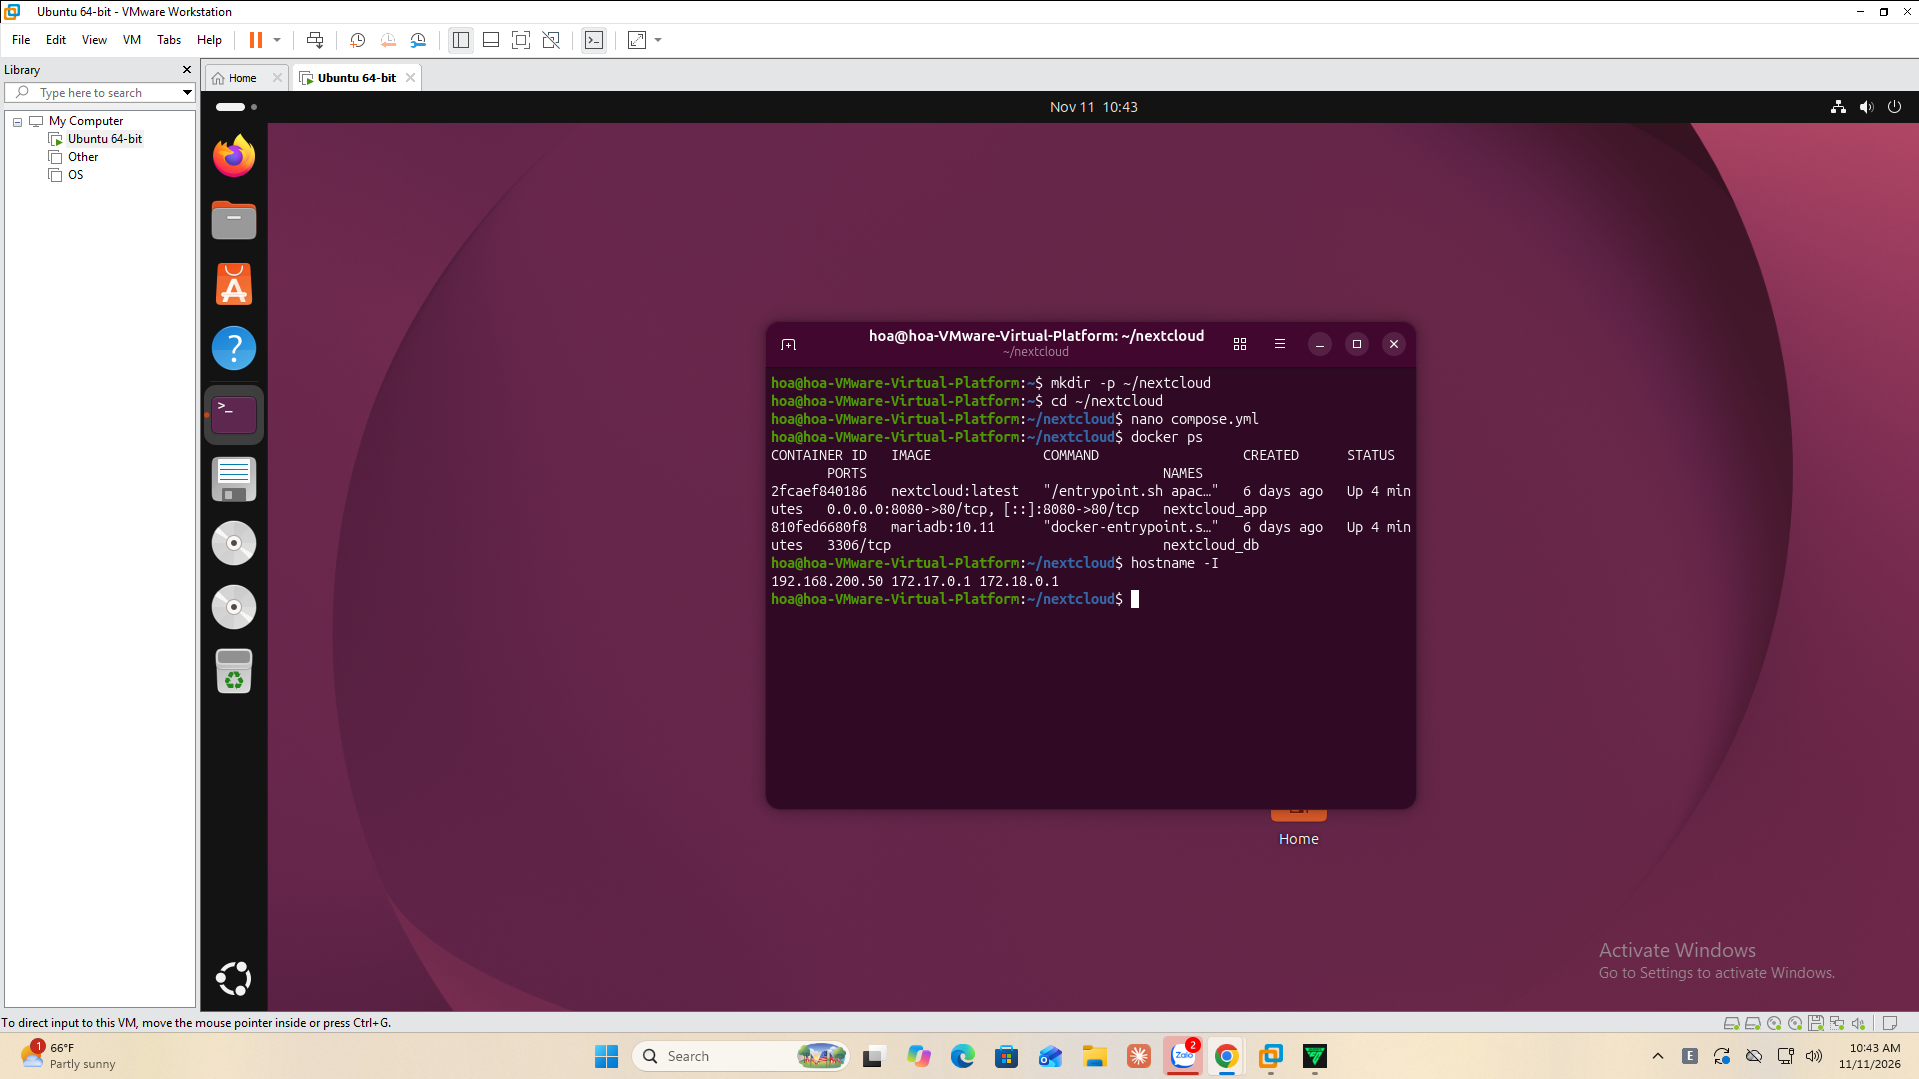 Ubuntu 64-bit - VMware Workstation
File Edit View VM Tabs Help
Library
Type here to search
My Computer
Ubuntu 64-bit
Other
OS
Home
Ubuntu 64-bit
Nov 11 10:43
hoa@hoa-VMware-Virtual-Platform: ~/nextcloud
~/nextcloud
hoa@hoa-VMware-Virtual-Platform:~$ mkdir -p ~/nextcloud
hoa@hoa-VMware-Virtual-Platform:~$ cd ~/nextcloud
hoa@hoa-VMware-Virtual-Platform:~/nextcloud$ nano compose.yml
hoa@hoa-VMware-Virtual-Platform:~/nextcloud$ docker ps
CONTAINER ID   IMAGE              COMMAND                  CREATED      STATUS
       PORTS                                     NAMES
2fcaef840186   nextcloud:latest   "/entrypoint.sh apac…"   6 days ago   Up 4 min
utes   0.0.0.0:8080->80/tcp, [::]:8080->80/tcp   nextcloud_app
810fed6680f8   mariadb:10.11      "docker-entrypoint.s…"   6 days ago   Up 4 min
utes   3306/tcp                                  nextcloud_db
hoa@hoa-VMware-Virtual-Platform:~/nextcloud$ hostname -I
192.168.200.50 172.17.0.1 172.18.0.1
hoa@hoa-VMware-Virtual-Platform:~/nextcloud$
Home
Activate Windows
Go to Settings to activate Windows.
To direct input to this VM, move the mouse pointer inside or press Ctrl+G.
1
66°F
Partly sunny
Search
Zalo
2
E
10:43 AM
11/11/2026